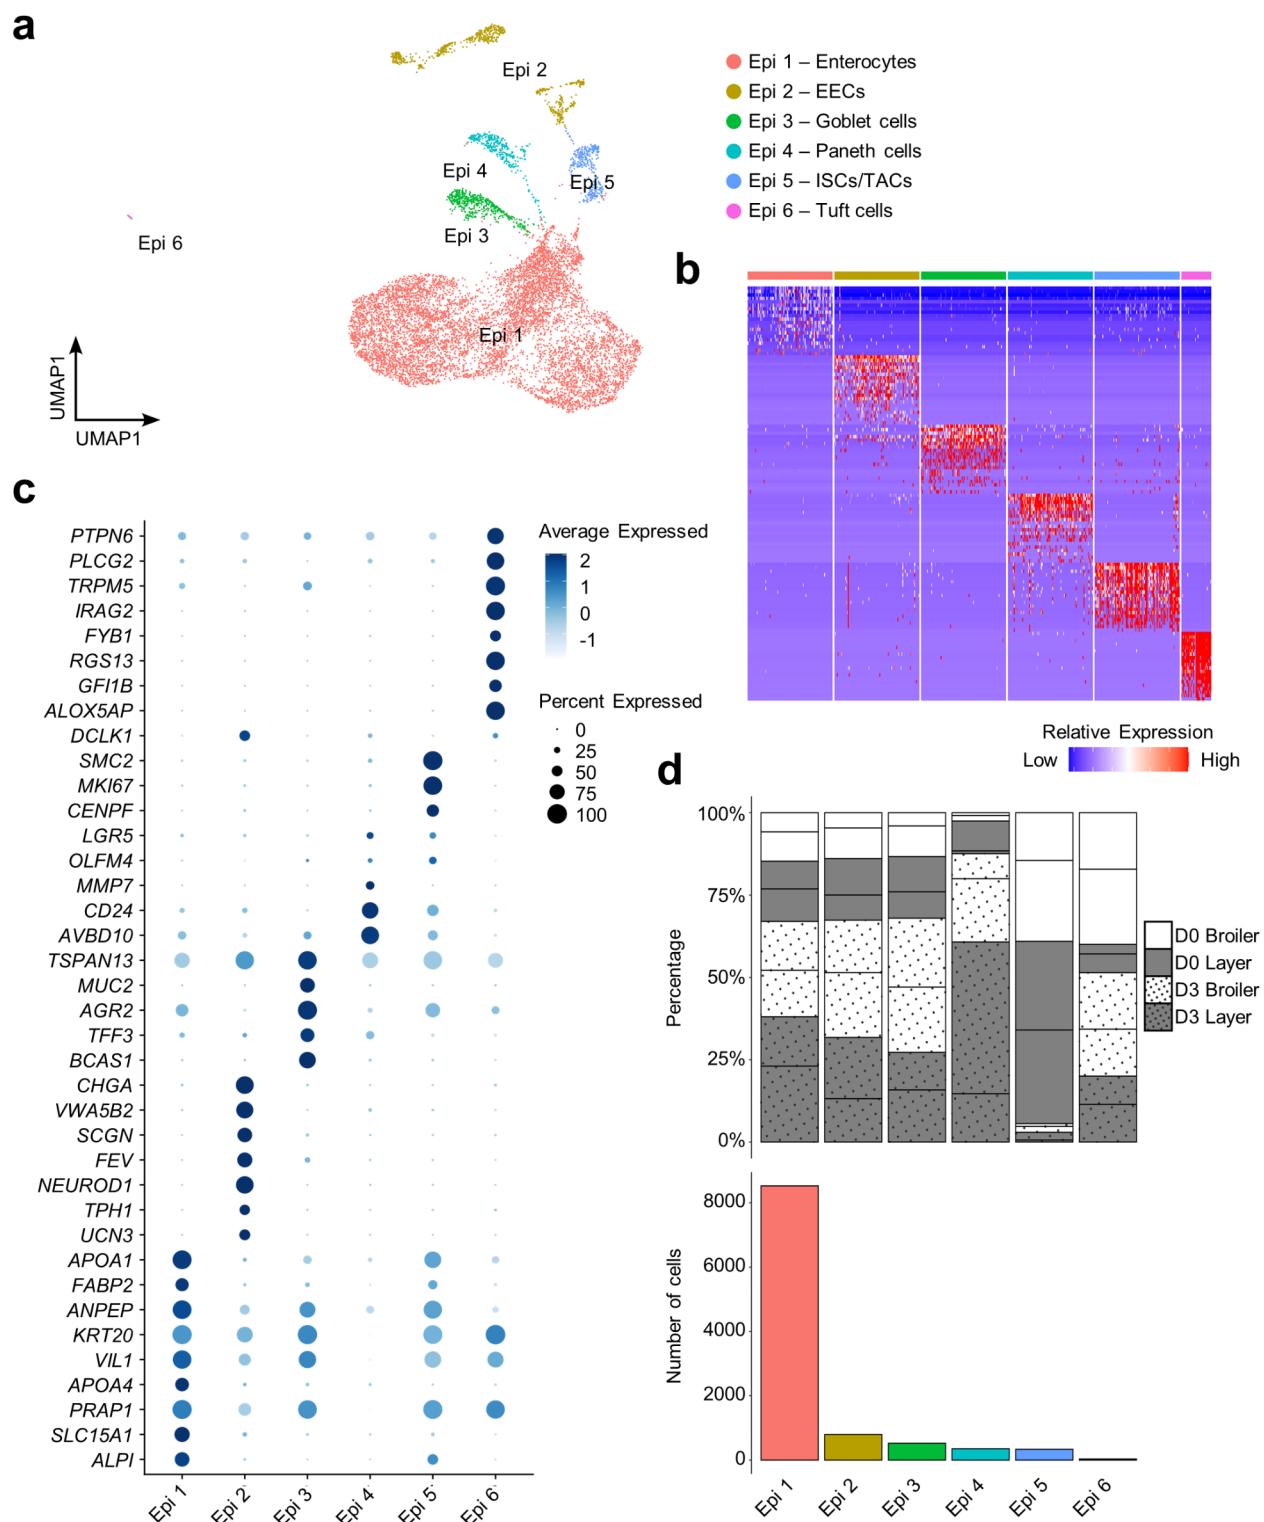 a
Epi 2
Epi 4
Epi 5
Epi 3
Epi 6
Epi 1
UMAP1
UMAP1
Epi 1 – Enterocytes
Epi 2 – EECs
Epi 3 – Goblet cells
Epi 4 – Paneth cells
Epi 5 – ISCs/TACs
Epi 6 – Tuft cells
b
Relative Expression
Low
High
c
PTPN6
PLCG2
TRPM5
IRAG2
FYB1
RGS13
GFI1B
ALOX5AP
DCLK1
SMC2
MKI67
CENPF
LGR5
OLFM4
MMP7
CD24
AVBD10
TSPAN13
MUC2
AGR2
TFF3
BCAS1
CHGA
VWA5B2
SCGN
FEV
NEUROD1
TPH1
UCN3
APOA1
FABP2
ANPEP
KRT20
VIL1
APOA4
PRAP1
SLC15A1
ALPI
Epi 1
Epi 2
Epi 3
Epi 4
Epi 5
Epi 6
Average Expressed
2
1
0
-1
Percent Expressed
0
25
50
75
100
d
Percentage
100%
75%
50%
25%
0%
D0 Broiler
D0 Layer
D3 Broiler
D3 Layer
Number of cells
8000
6000
4000
2000
0
Epi 1
Epi 2
Epi 3
Epi 4
Epi 5
Epi 6